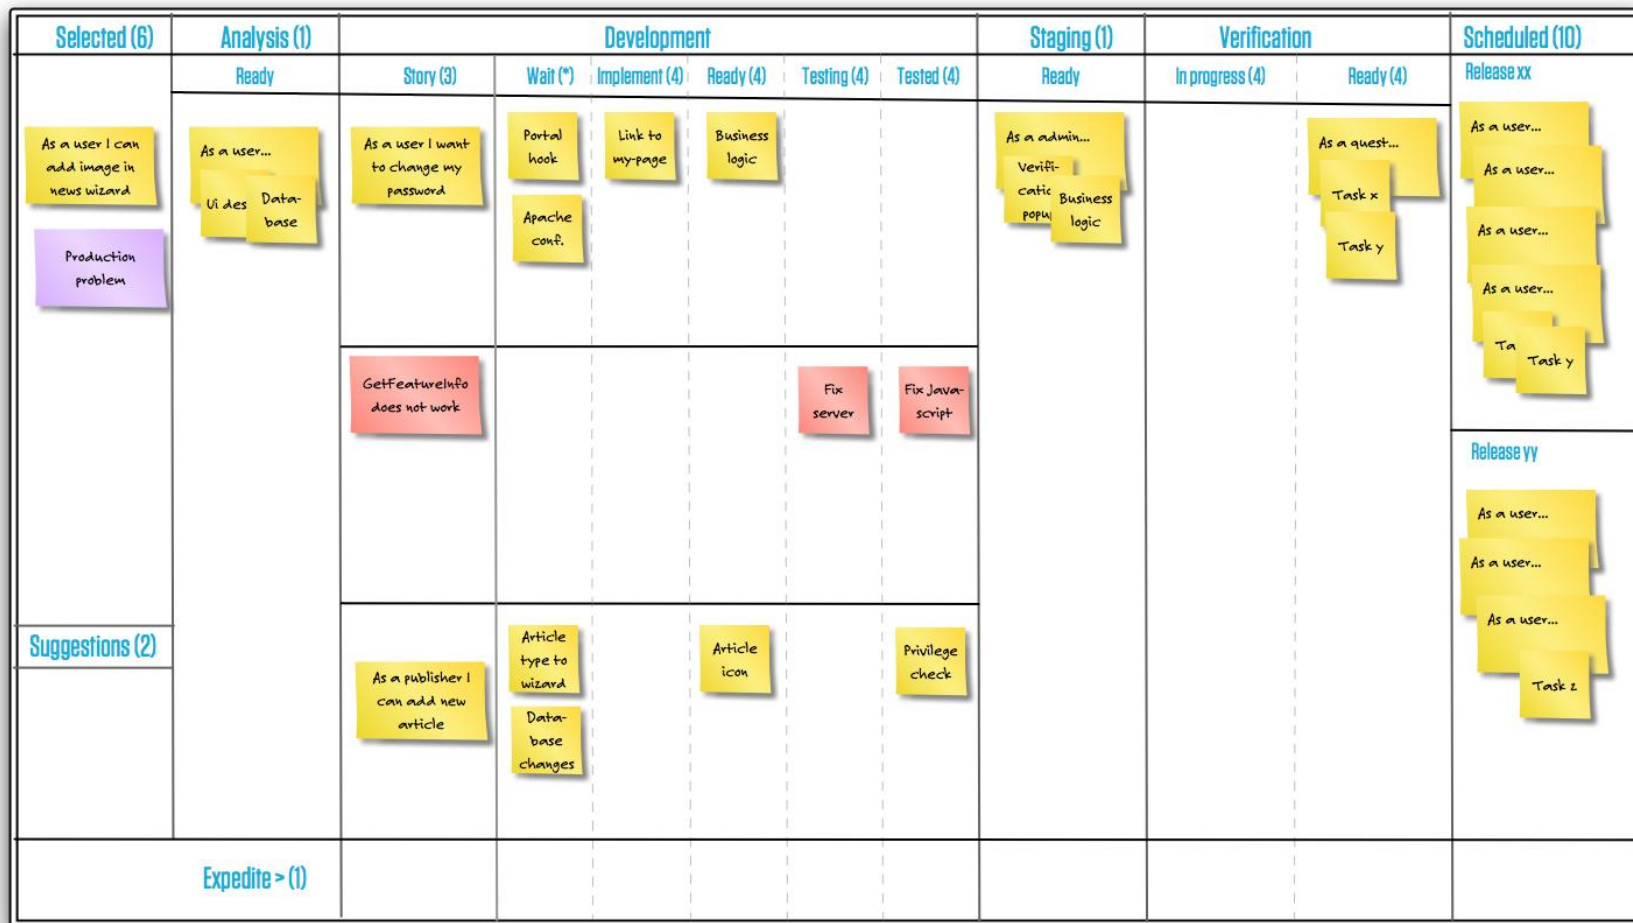 Selected (6)
Analysis (1)
Development
Staging (1)
Verification
Scheduled (10)
Ready
Story (3)
Wait (*)
Implement (4)
Ready (4)
Testing (4)
Tested (4)
Ready
In progress (4)
Ready (4)
Release xx
As a user I can
add image in
news wizard
Production
problem
As a user...
Ui des
Data-
base
As a user I want
to change my
password
Portal
hook
Apache
conf.
Link to
my-page
Business
logic
As a admin...
Verifi-
catio
popu
Business
logic
As a quest...
Task x
Task y
As a user...
As a user...
As a user...
As a user...
Ta
Task y
GetFeatureInfo
does not work
Fix
server
Fix Java-
script
Release yy
As a user...
As a user...
As a user...
Task z
Suggestions (2)
As a publisher I
can add new
article
Article
type to
wizard
Data-
base
changes
Article
icon
Privilege
check
Expedite > (1)